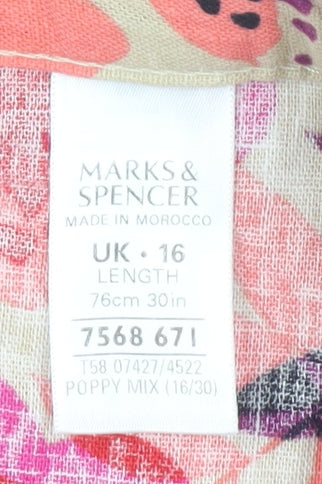 MARKS &
SPENCER
MADE IN MOROCCO
UK • 16
LENGTH
76cm 30in
7568 671
T58 07427/4522
POPPY MIX (16/30)